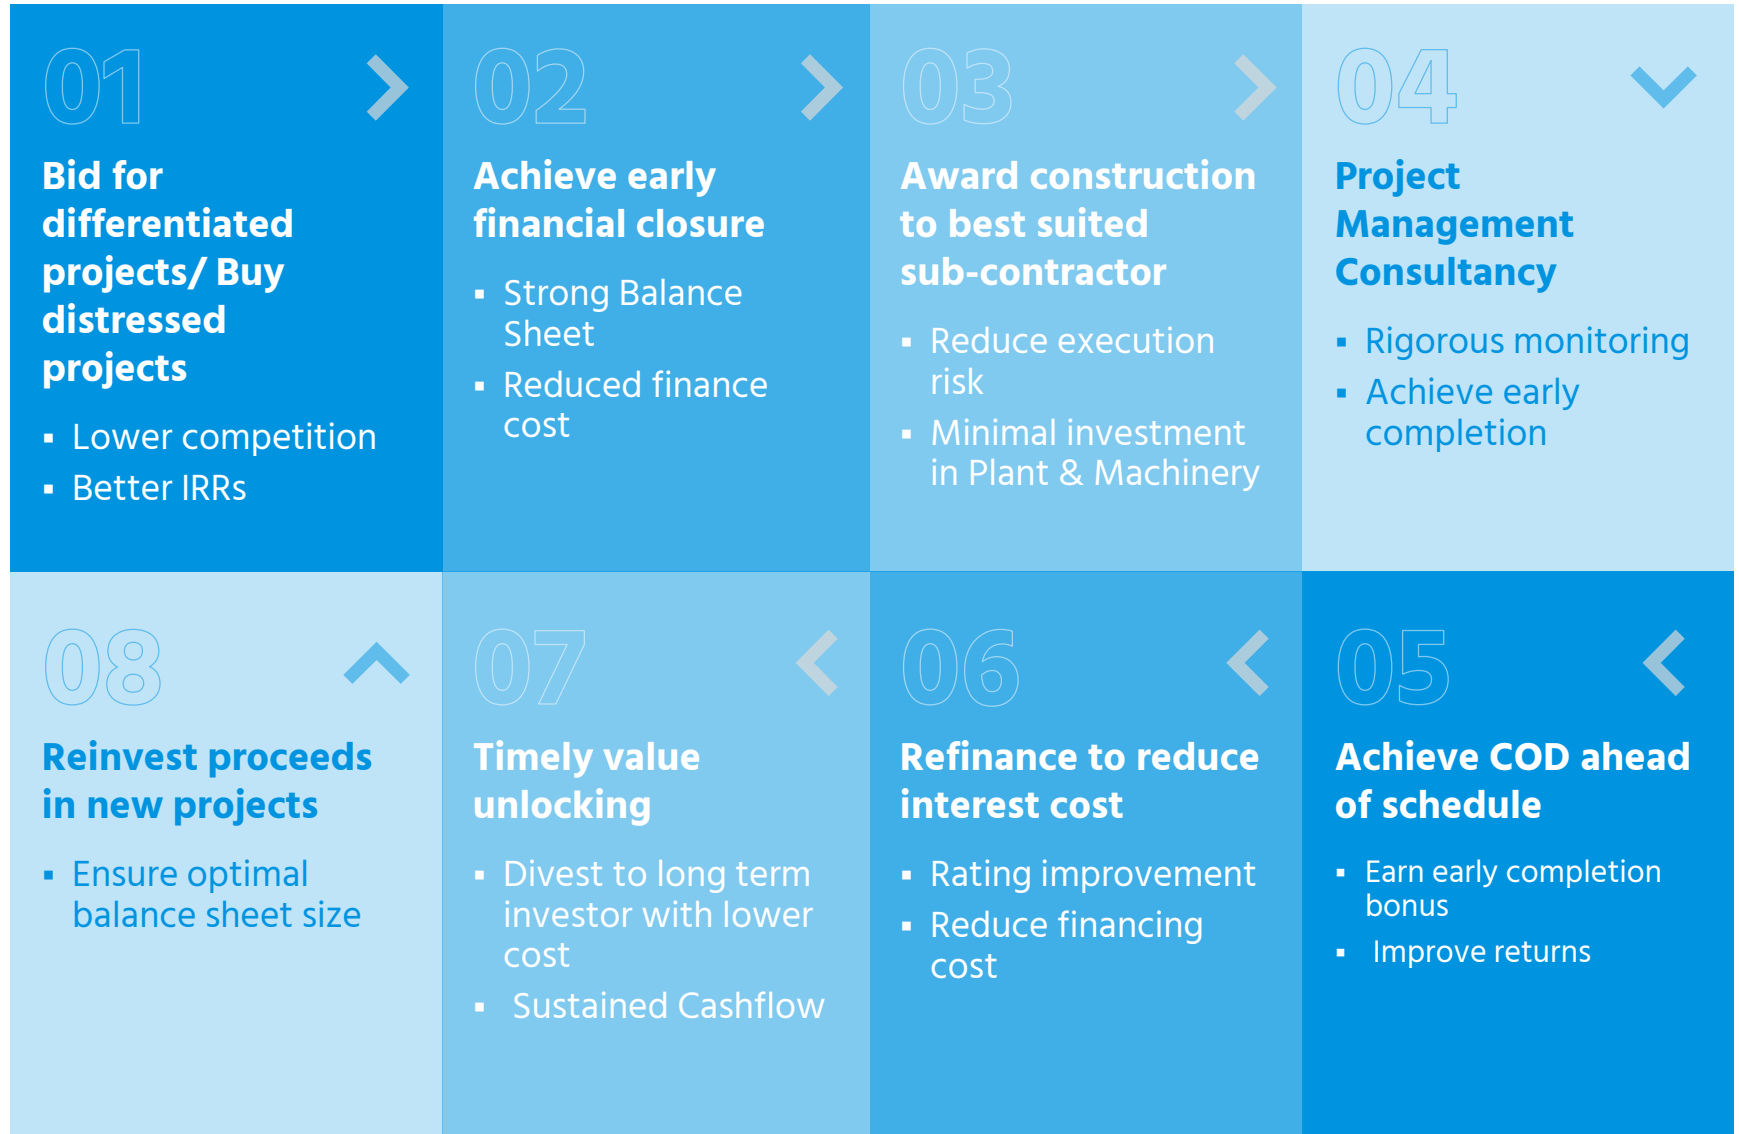 01
Bid for
differentiated
projects/ Buy
distressed
projects
▪ Lower competition
▪ Better IRRs
02
Achieve early
financial closure
▪ Strong Balance
Sheet
▪ Reduced finance
cost
03
Award construction
to best suited
sub-contractor
▪ Reduce execution
risk
▪ Minimal investment
in Plant & Machinery
04
Project
Management
Consultancy
▪ Rigorous monitoring
▪ Achieve early
completion
05
Achieve COD ahead
of schedule
▪ Earn early completion
bonus
▪ Improve returns
06
Refinance to reduce
interest cost
▪ Rating improvement
▪ Reduce financing
cost
07
Timely value
unlocking
▪ Divest to long term
investor with lower
cost
▪ Sustained Cashflow
08
Reinvest proceeds
in new projects
▪ Ensure optimal
balance sheet size